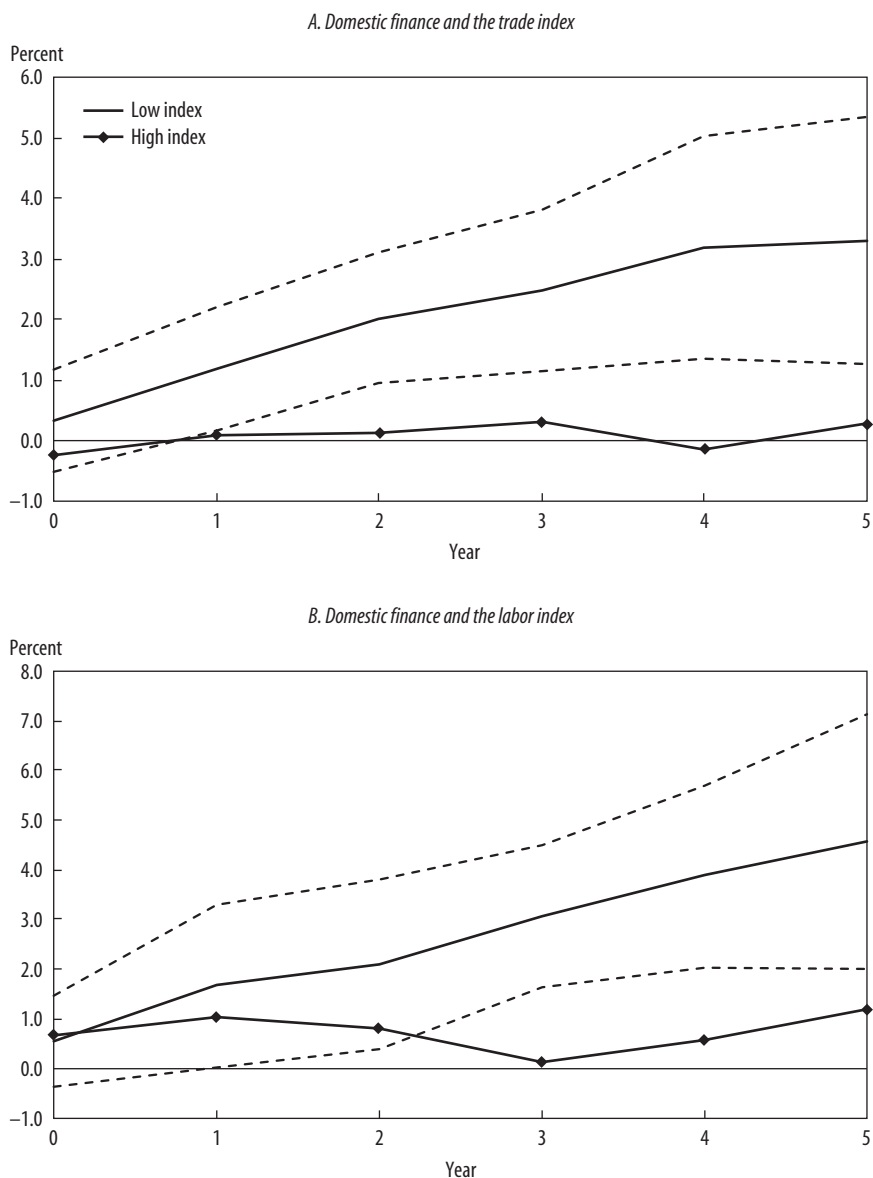 A. Domestic finance and the trade index
Percent
6.0
Low index
High index
5.0
4.0
3.0
2.0
1.0
0.0
–1.0
0 1 2 3 4 5
Year
B. Domestic finance and the labor index
Percent
8.0
7.0
6.0
5.0
4.0
3.0
2.0
1.0
0.0
–1.0
0 1 2 3 4 5
Year